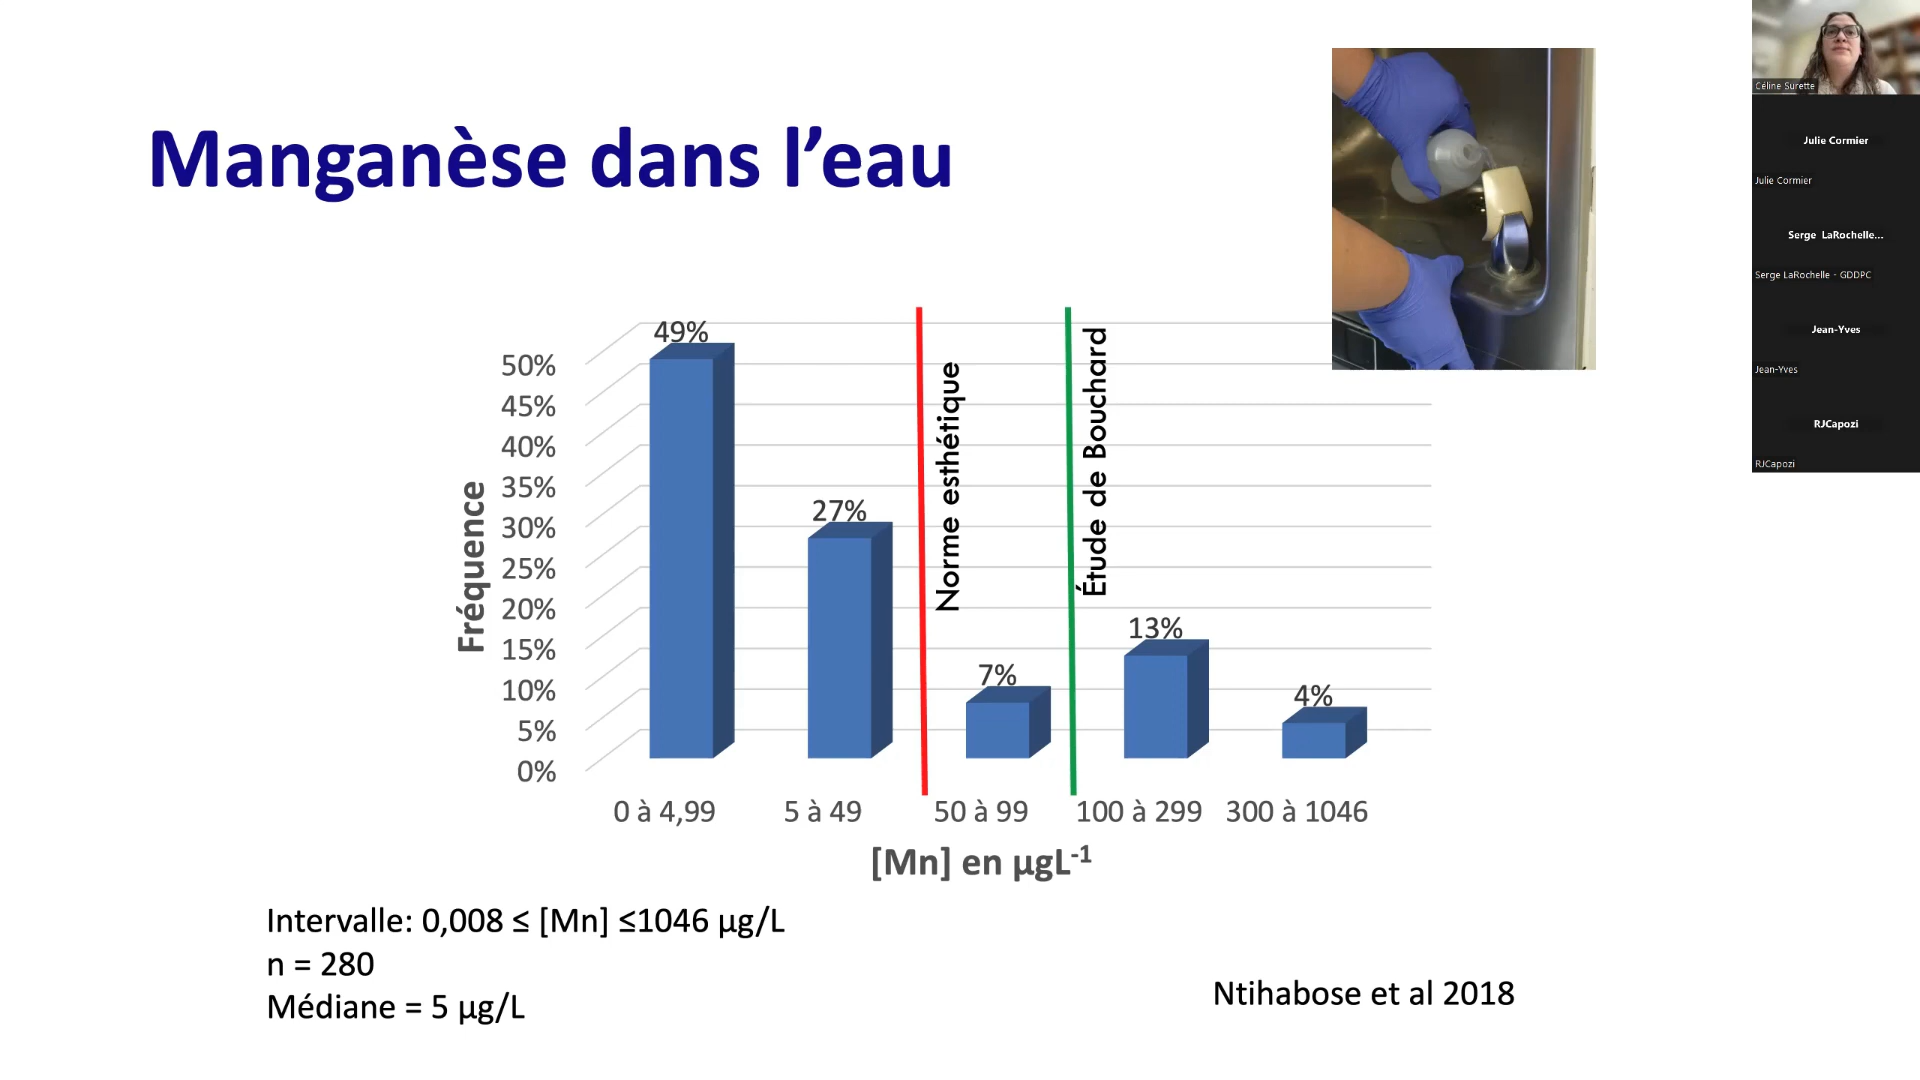 Manganèse dans l’eau
Fréquence
50%
45%
40%
35%
30%
25%
20%
15%
10%
5%
0%
49%
27%
7%
13%
4%
Norme esthétique
Étude de Bouchard
0 à 4,99
5 à 49
50 à 99
100 à 299
300 à 1046
[Mn] en µgL-1
Intervalle: 0,008 ≤ [Mn] ≤1046 µg/L
n = 280
Médiane = 5 µg/L
Ntihabose et al 2018
Céline Surette
Julie Cormier
Julie Cormier
Serge LaRochelle...
Serge LaRochelle - GDDPC
Jean-Yves
Jean-Yves
RJCapozi
RJCapozi